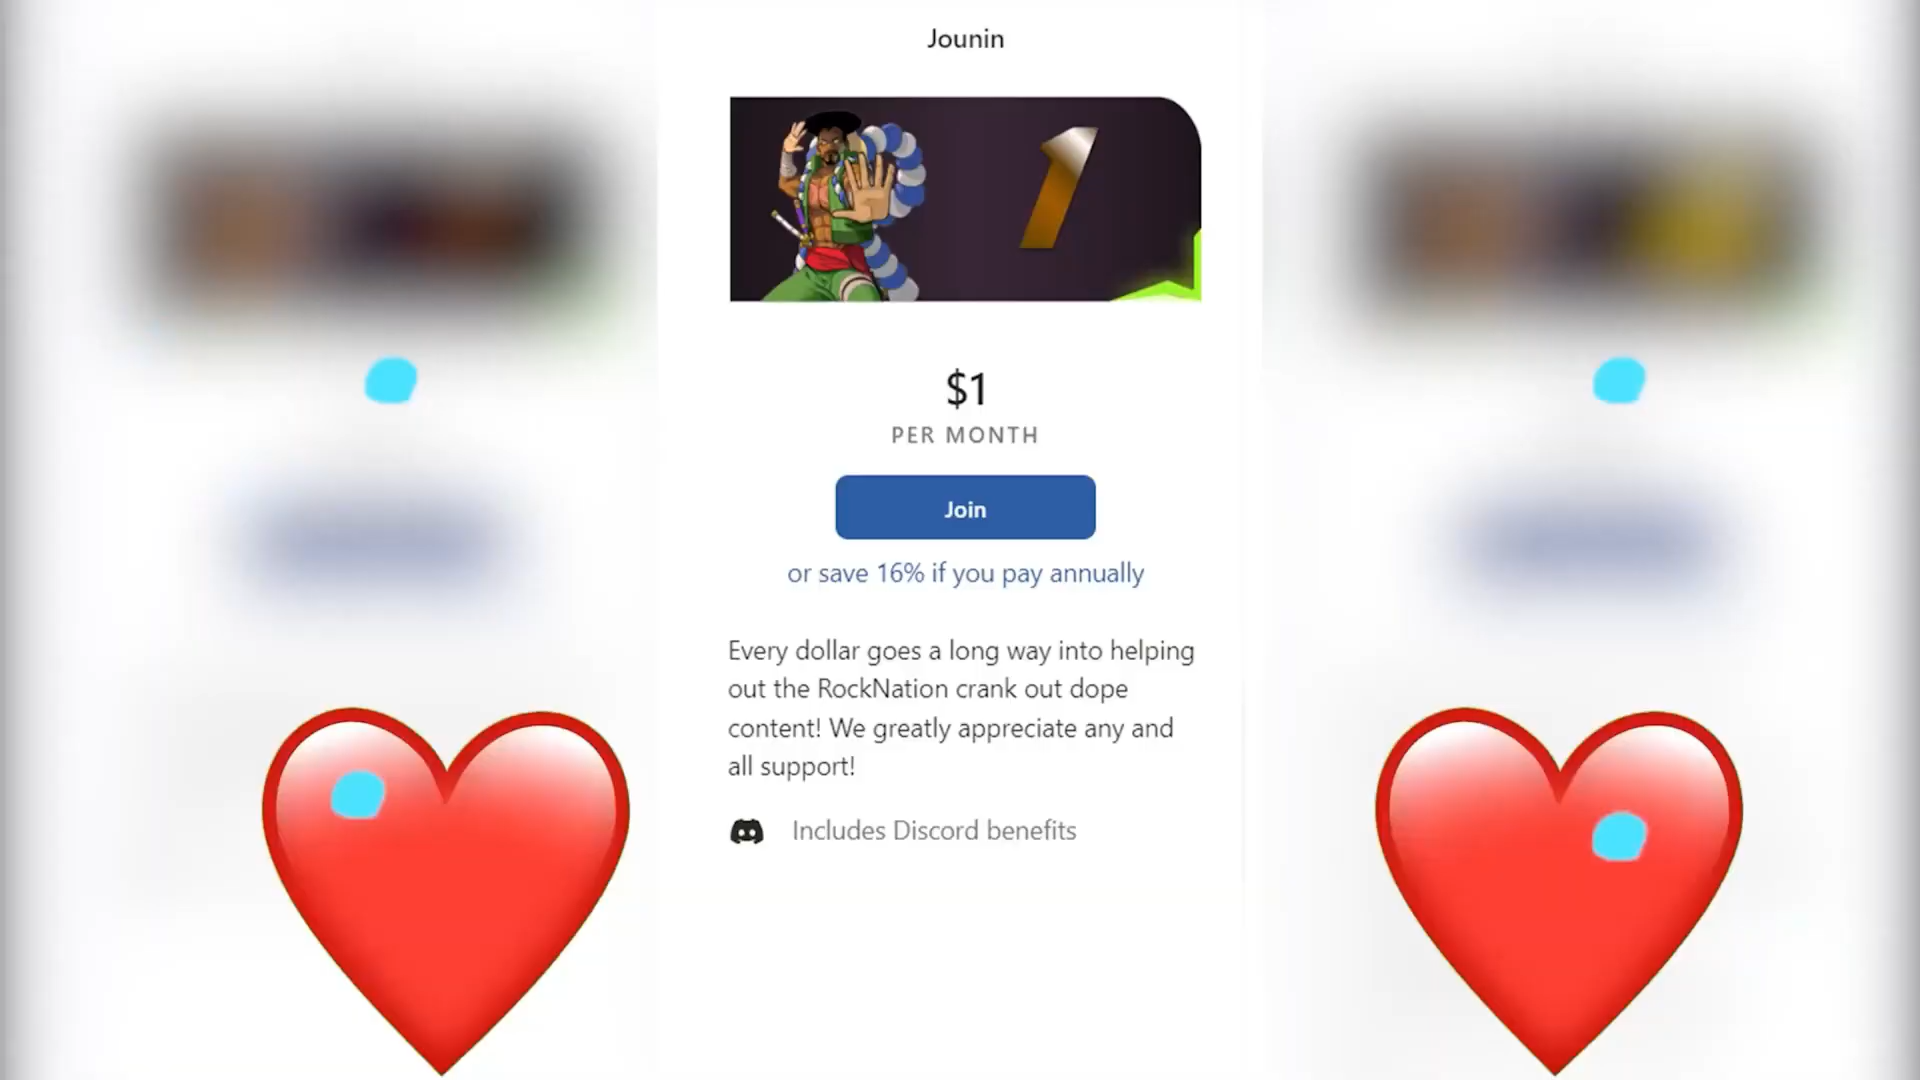 Jounin
1
$1
PER MONTH
Join
or save 16% if you pay annually
Every dollar goes a long way into helping
out the RockNation crank out dope
content! We greatly appreciate any and
all support!
Includes Discord benefits